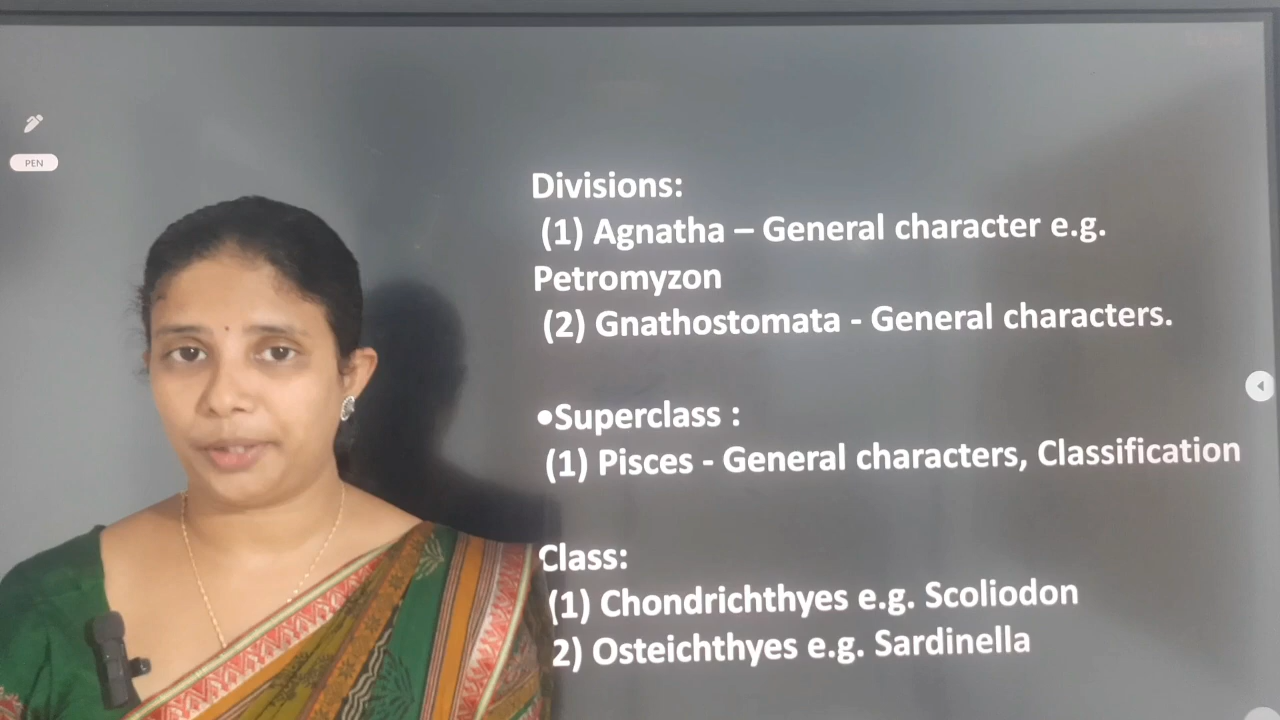 PEN
Divisions:
(1) Agnatha – General character e.g.
Petromyzon
(2) Gnathostomata - General characters.
•Superclass :
(1) Pisces - General characters, Classification
Class:
(1) Chondrichthyes e.g. Scoliodon
2) Osteichthyes e.g. Sardinella